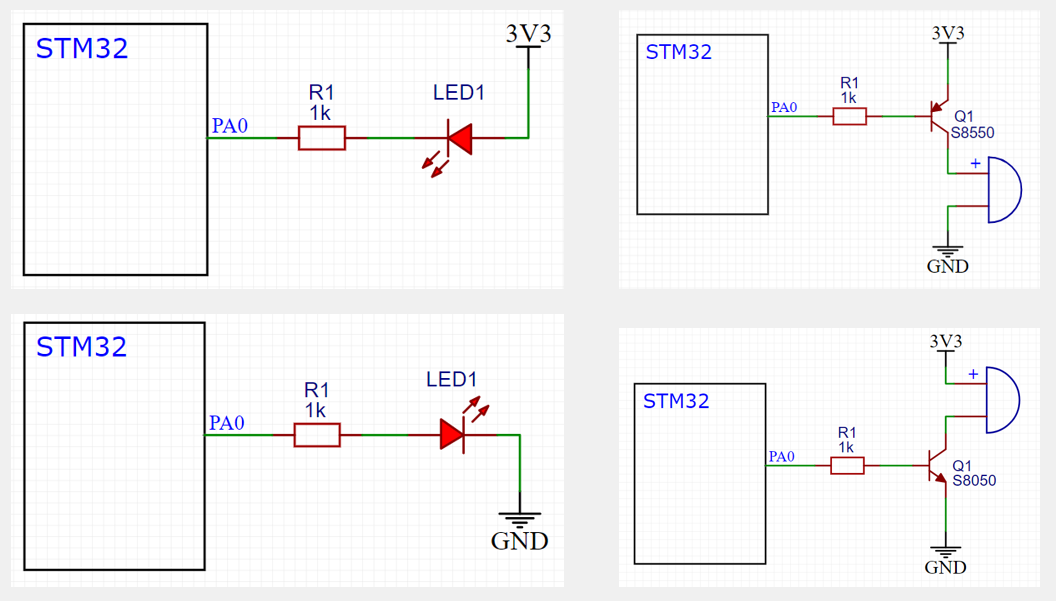 STM32
PA0
R1
1k
LED1
3V3
STM32
PA0
R1
1k
3V3
Q1
S8550
+
GND
STM32
PA0
R1
1k
LED1
GND
STM32
PA0
R1
1k
3V3
+
Q1
S8050
GND